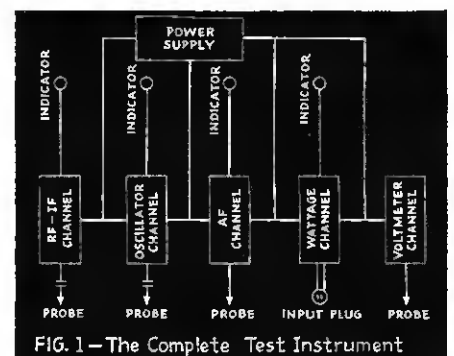 POWER
SUPPLY
INDICATOR
INDICATOR
INDICATOR
INDICATOR
RF-IF
CHANNEL
OSCILLATOR
CHANNEL
AF
CHANNEL
WATTAGE
CHANNEL
VOLTMETER
CHANNEL
PROBE
PROBE
PROBE
INPUT PLUG
PROBE
FIG. 1—The Complete Test Instrument